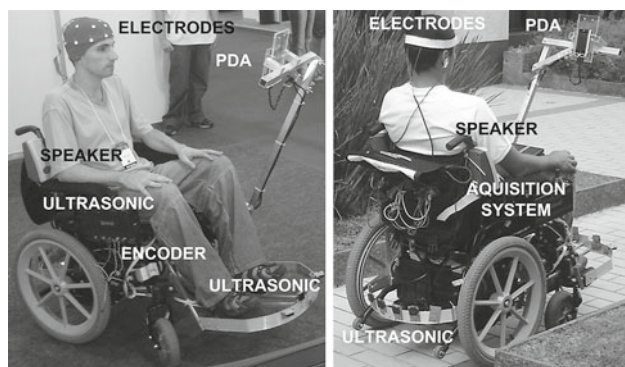 ELECTRODES
PDA
SPEAKER
ULTRASONIC
ENCODER
ULTRASONIC
ELECTRODES
PDA
SPEAKER
AQUISITION
SYSTEM
ULTRASONIC